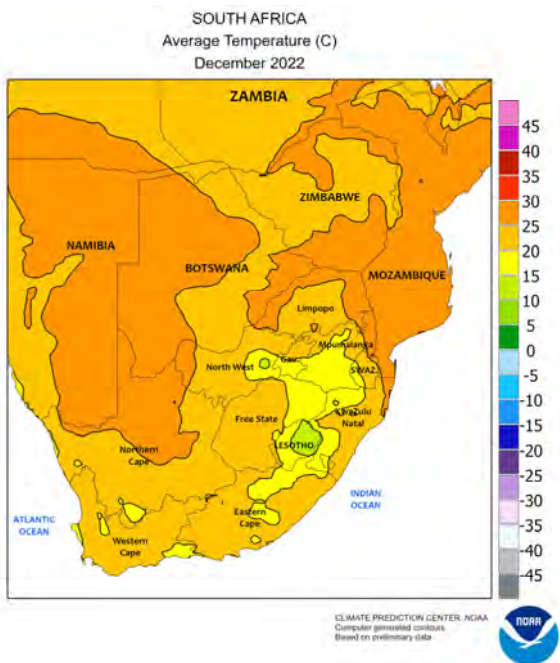 SOUTH AFRICA
Average Temperature (C)
December 2022
ZAMBIA
ZIMBABWE
NAMIBIA
BOTSWANA
MOZAMBIQUE
Limpopo
Mpumalanga
North West
Gau.
SWAZ.
Free State
KwaZulu
Natal
LESOTHO
Northern
Cape
Eastern
Cape
Western
Cape
ATLANTIC
OCEAN
INDIAN
OCEAN
45
40
35
30
25
20
15
10
5
0
-5
-10
-15
-20
-25
-30
-35
-40
-45
CLIMATE PREDICTION CENTER, NOAA
Computer generated contours
Based on preliminary data
NOAA